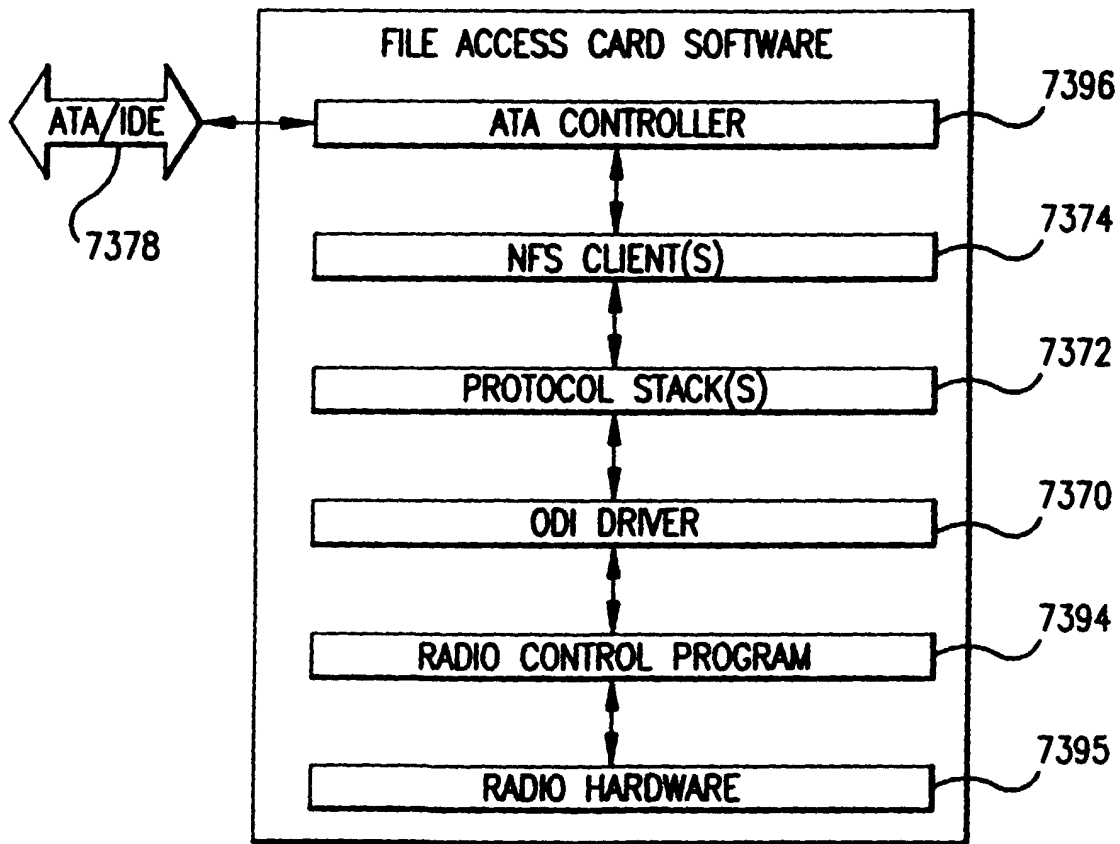 FILE ACCESS CARD SOFTWARE
7396
ATA/IDE
ATA CONTROLLER
7378
7374
NFS CLIENT(S)
7372
PROTOCOL STACK(S)
7370
ODI DRIVER
7394
RADIO CONTROL PROGRAM
7395
RADIO HARDWARE